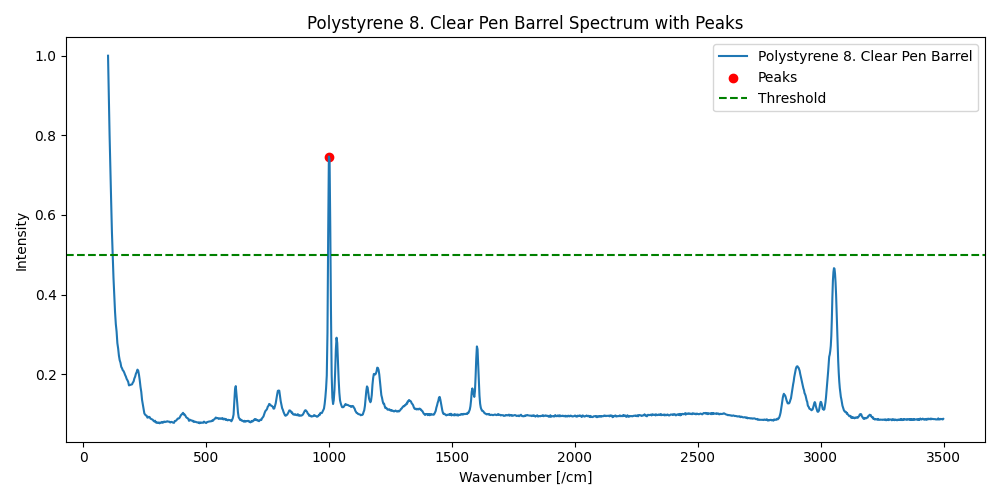 Polystyrene 8. Clear Pen Barrel Spectrum with Peaks
Polystyrene 8. Clear Pen Barrel
Peaks
Threshold
1.0
0.8
0.6
0.4
0.2
Intensity
0
500
1000
1500
2000
2500
3000
3500
Wavenumber [/cm]